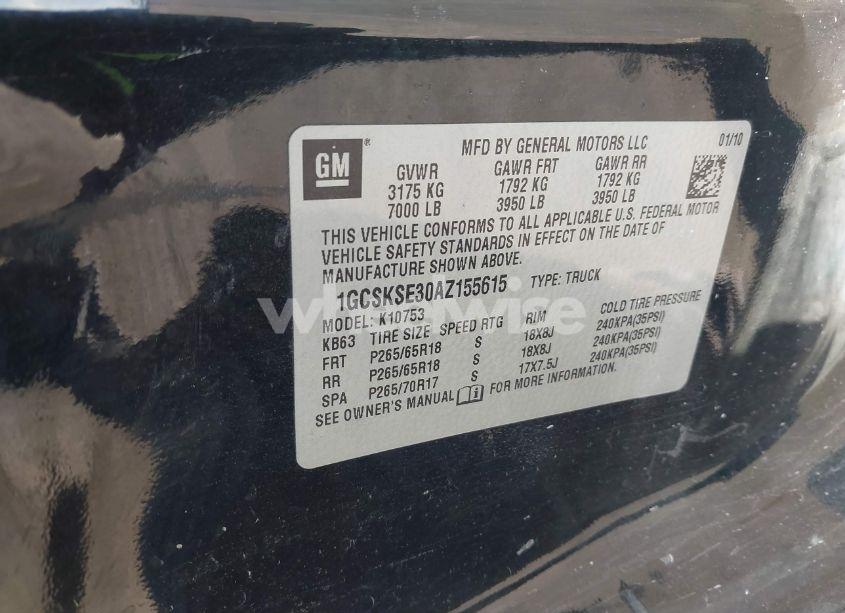 GM
MFD BY GENERAL MOTORS LLC 01/10
GVWR GAWR FRT GAWR RR
3175 KG 1792 KG 1792 KG
7000 LB 3950 LB 3950 LB
THIS VEHICLE CONFORMS TO ALL APPLICABLE U.S. FEDERAL MOTOR
VEHICLE SAFETY STANDARDS IN EFFECT ON THE DATE OF
MANUFACTURE SHOWN ABOVE.
1GCSKSE30AZ155615 TYPE: TRUCK
MODEL: K10753
KB63 TIRE SIZE SPEED RTG RIM COLD TIRE PRESSURE
FRT P265/65R18 S 18X8J 240KPA(35PSI)
RR P265/65R18 S 18X8J 240KPA(35PSI)
SPA P265/70R17 S 17X7.5J 240KPA(35PSI)
SEE OWNER'S MANUAL FOR MORE INFORMATION.